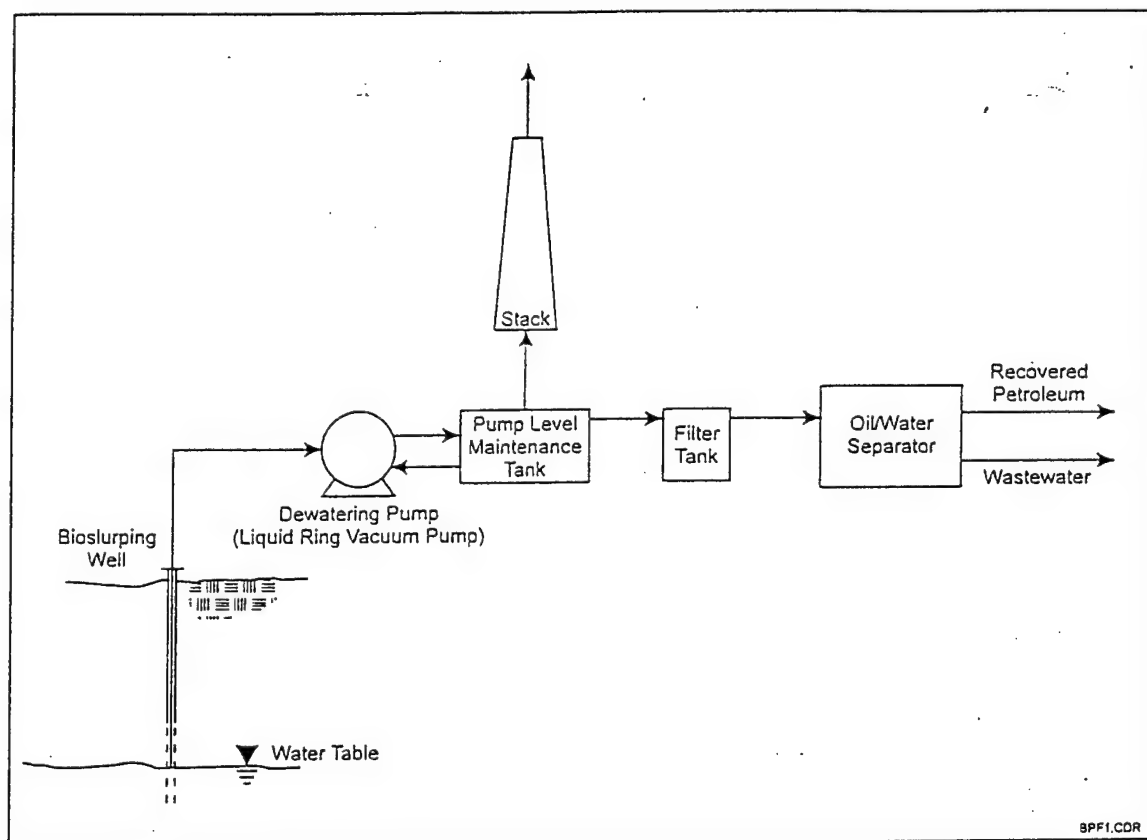 Stack
Recovered
Petroleum
Pump Level
Maintenance
Tank
Filter
Tank
Oil/Water
Separator
Wastewater
Dewatering Pump
(Liquid Ring Vacuum Pump)
Bioslurping
Well
Water Table
BPF1.CDR